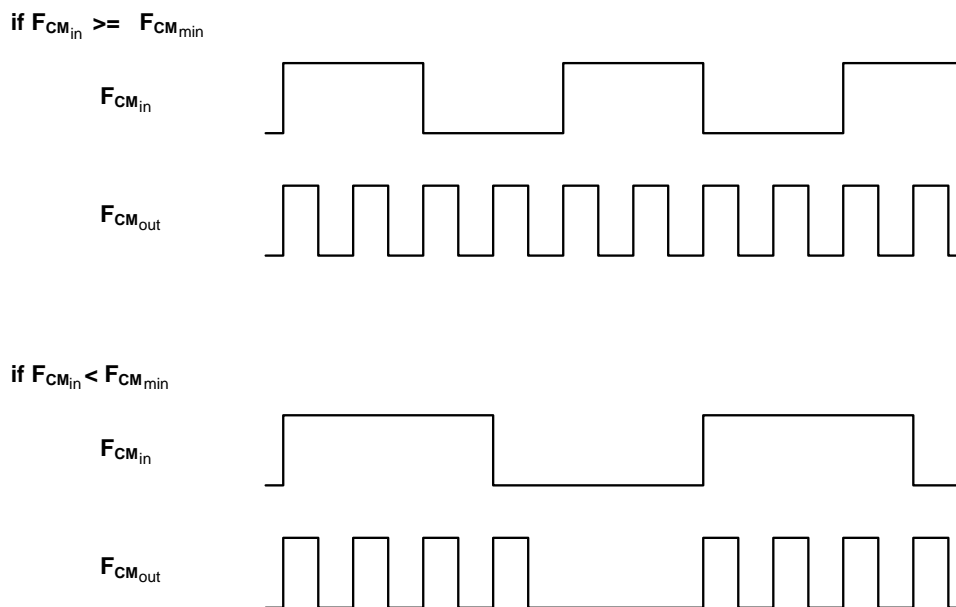 if FCMin >= FCMmin
FCMin
FCMout
if FCMin < FCMmin
FCMin
FCMout